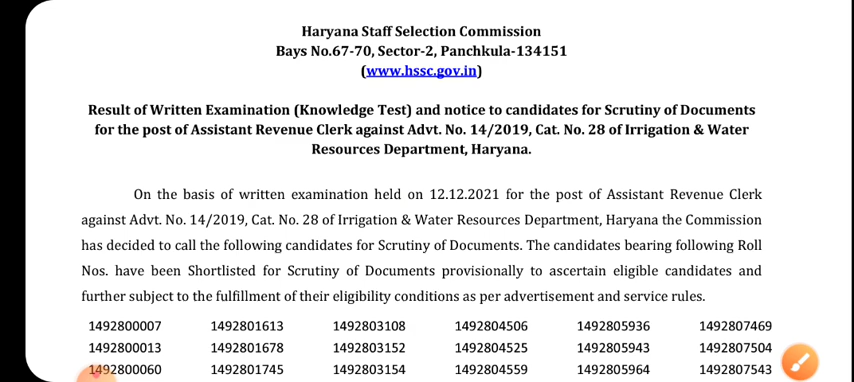 Haryana Staff Selection Commission
Bays No.67-70, Sector-2, Panchkula-134151
(www.hssc.gov.in)
Result of Written Examination (Knowledge Test) and notice to candidates for Scrutiny of Documents
for the post of Assistant Revenue Clerk against Advt. No. 14/2019, Cat. No. 28 of Irrigation & Water
Resources Department, Haryana.
On the basis of written examination held on 12.12.2021 for the post of Assistant Revenue Clerk
against Advt. No. 14/2019, Cat. No. 28 of Irrigation & Water Resources Department, Haryana the Commission
has decided to call the following candidates for Scrutiny of Documents. The candidates bearing following Roll
Nos. have been Shortlisted for Scrutiny of Documents provisionally to ascertain eligible candidates and
further subject to the fulfillment of their eligibility conditions as per advertisement and service rules.
1492800007 1492801613 1492803108 1492804506 1492805936 1492807469
1492800013 1492801678 1492803152 1492804525 1492805943 1492807504
1492800060 1492801745 1492803154 1492804559 1492805964 1492807543